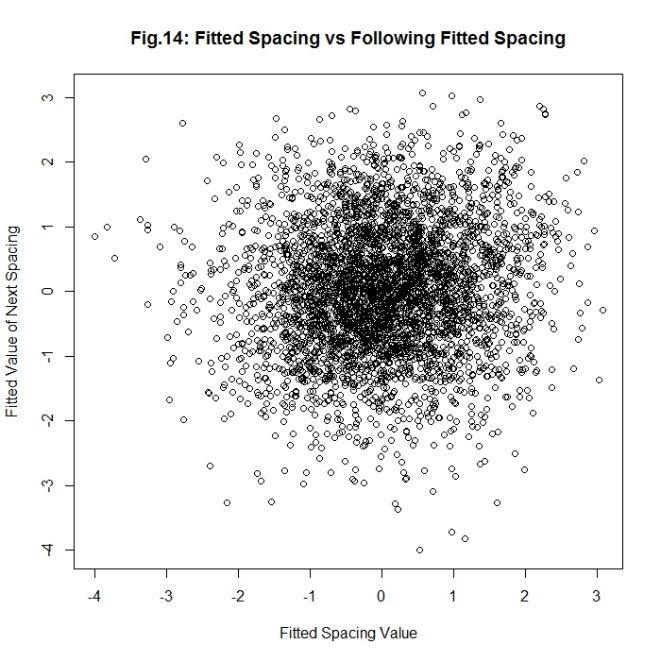 Fig.14: Fitted Spacing vs Following Fitted Spacing
3
2
1
0
-1
-2
-3
-4
Fitted Value of Next Spacing
-4 -3 -2 -1 0 1 2 3
Fitted Spacing Value